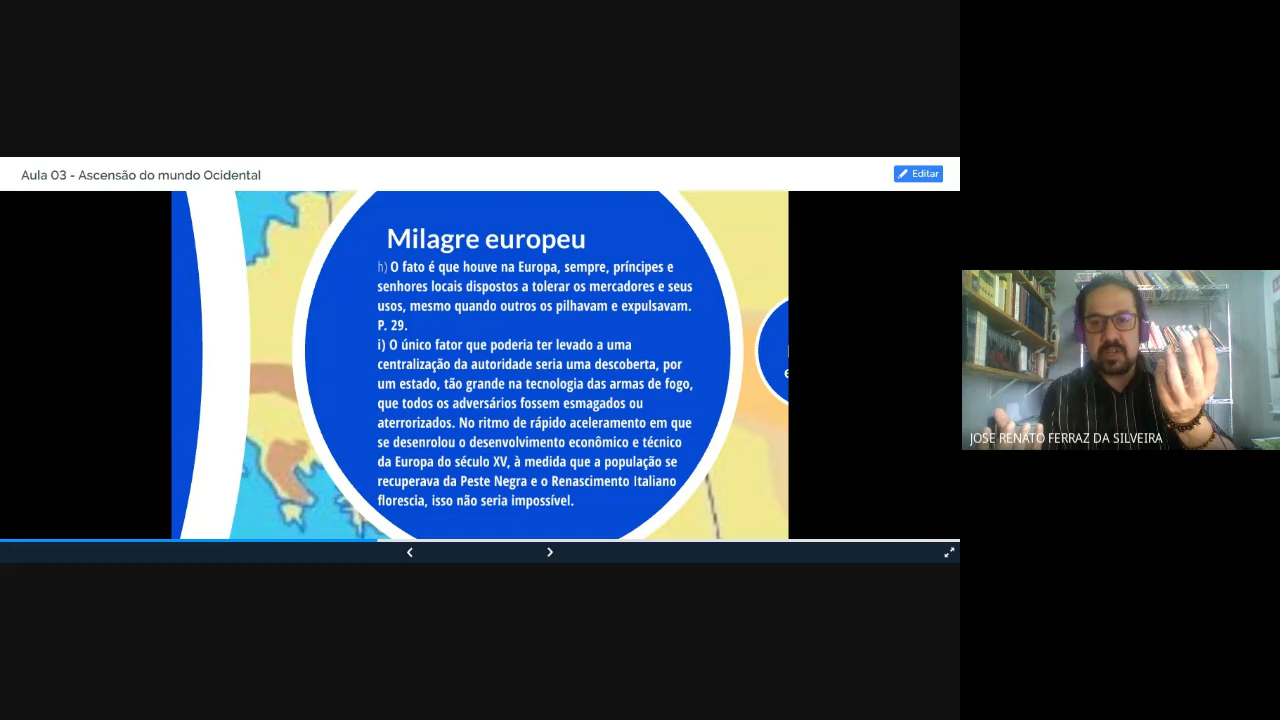 Aula 03 - Ascensão do mundo Ocidental
Editar
Milagre europeu
h) O fato é que houve na Europa, sempre, príncipes e
senhores locais dispostos a tolerar os mercadores e seus
usos, mesmo quando outros os pilhavam e expulsavam.
P. 29.
i) O único fator que poderia ter levado a uma
centralização da autoridade seria uma descoberta, por
um estado, tão grande na tecnologia das armas de fogo,
que todos os adversários fossem esmagados ou
aterrorizados. No ritmo de rápido aceleramento em que
se desenrolou o desenvolvimento econômico e técnico
da Europa do século XV, à medida que a população se
recuperava da Peste Negra e o Renascimento Italiano
florescia, isso não seria impossível.
JOSE RENATO FERRAZ DA SILVEIRA